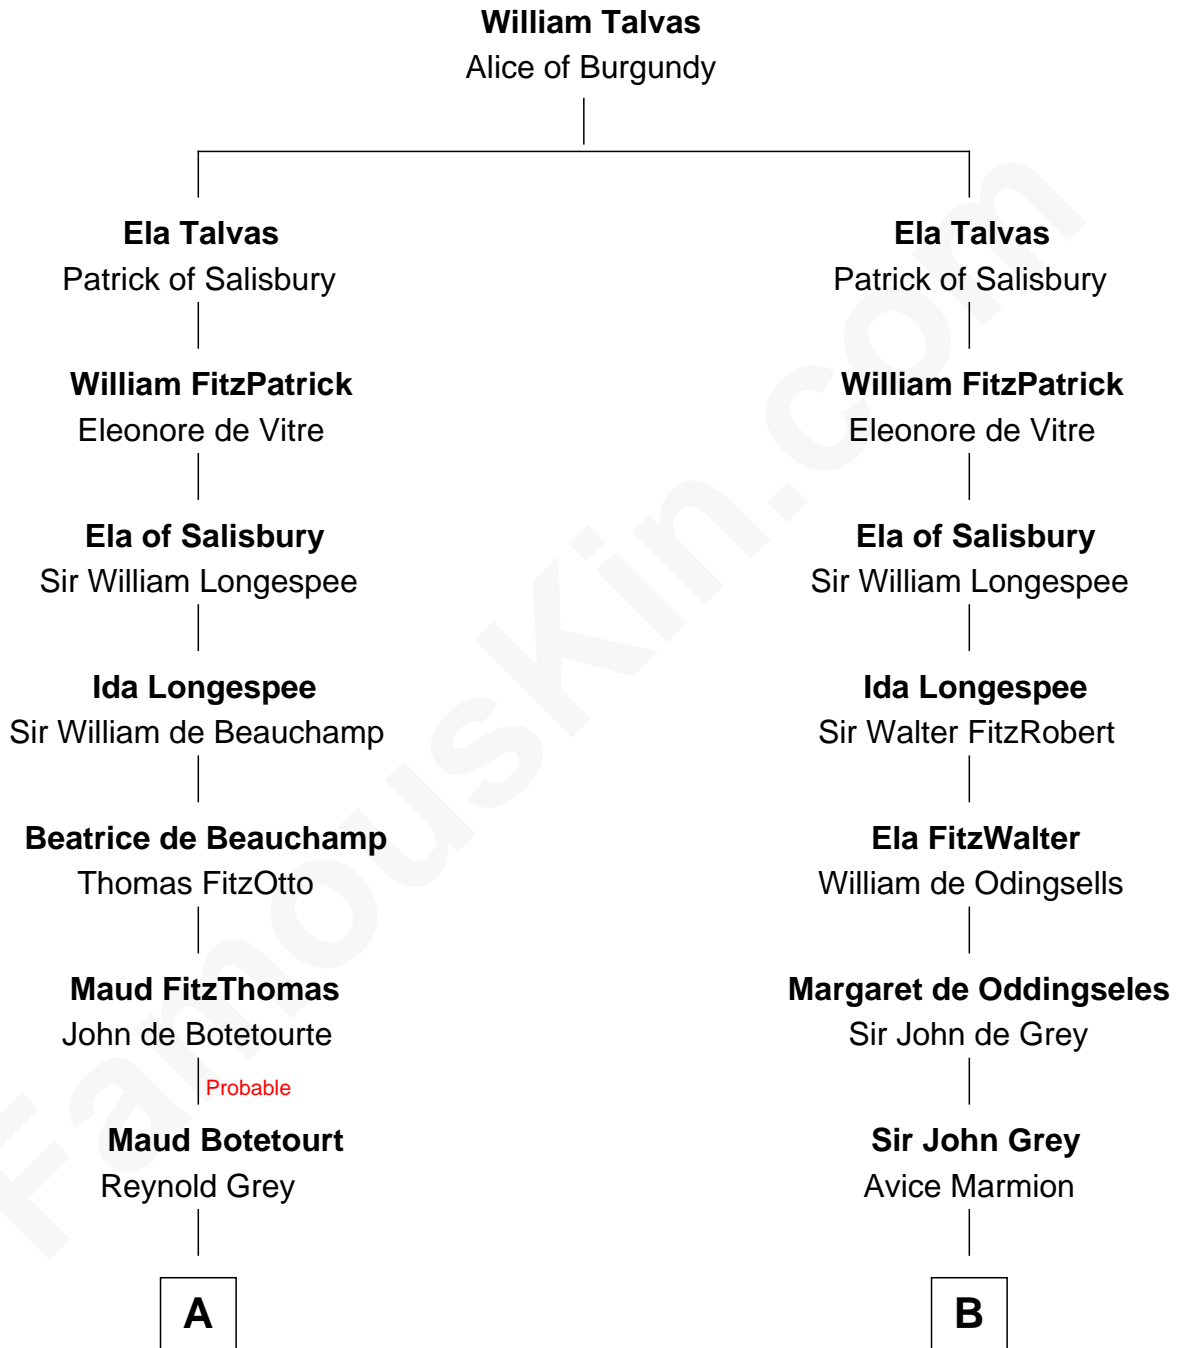 William Talvas
Alice of Burgundy
Ela Talvas
Patrick of Salisbury
Ela Talvas
Patrick of Salisbury
William FitzPatrick
Eleonore de Vitre
William FitzPatrick
Eleonore de Vitre
Ela of Salisbury
Sir William Longespee
Ela of Salisbury
Sir William Longespee
Ida Longespee
Sir William de Beauchamp
Ida Longespee
Sir Walter FitzRobert
Beatrice de Beauchamp
Thomas FitzOtto
Ela FitzWalter
William de Odingsells
Maud FitzThomas
John de Botetourte
Margaret de Oddingseles
Sir John de Grey
Probable
Maud Botetourt
Reynold Grey
Sir John Grey
Avice Marmion
A
B
FamousKin.com